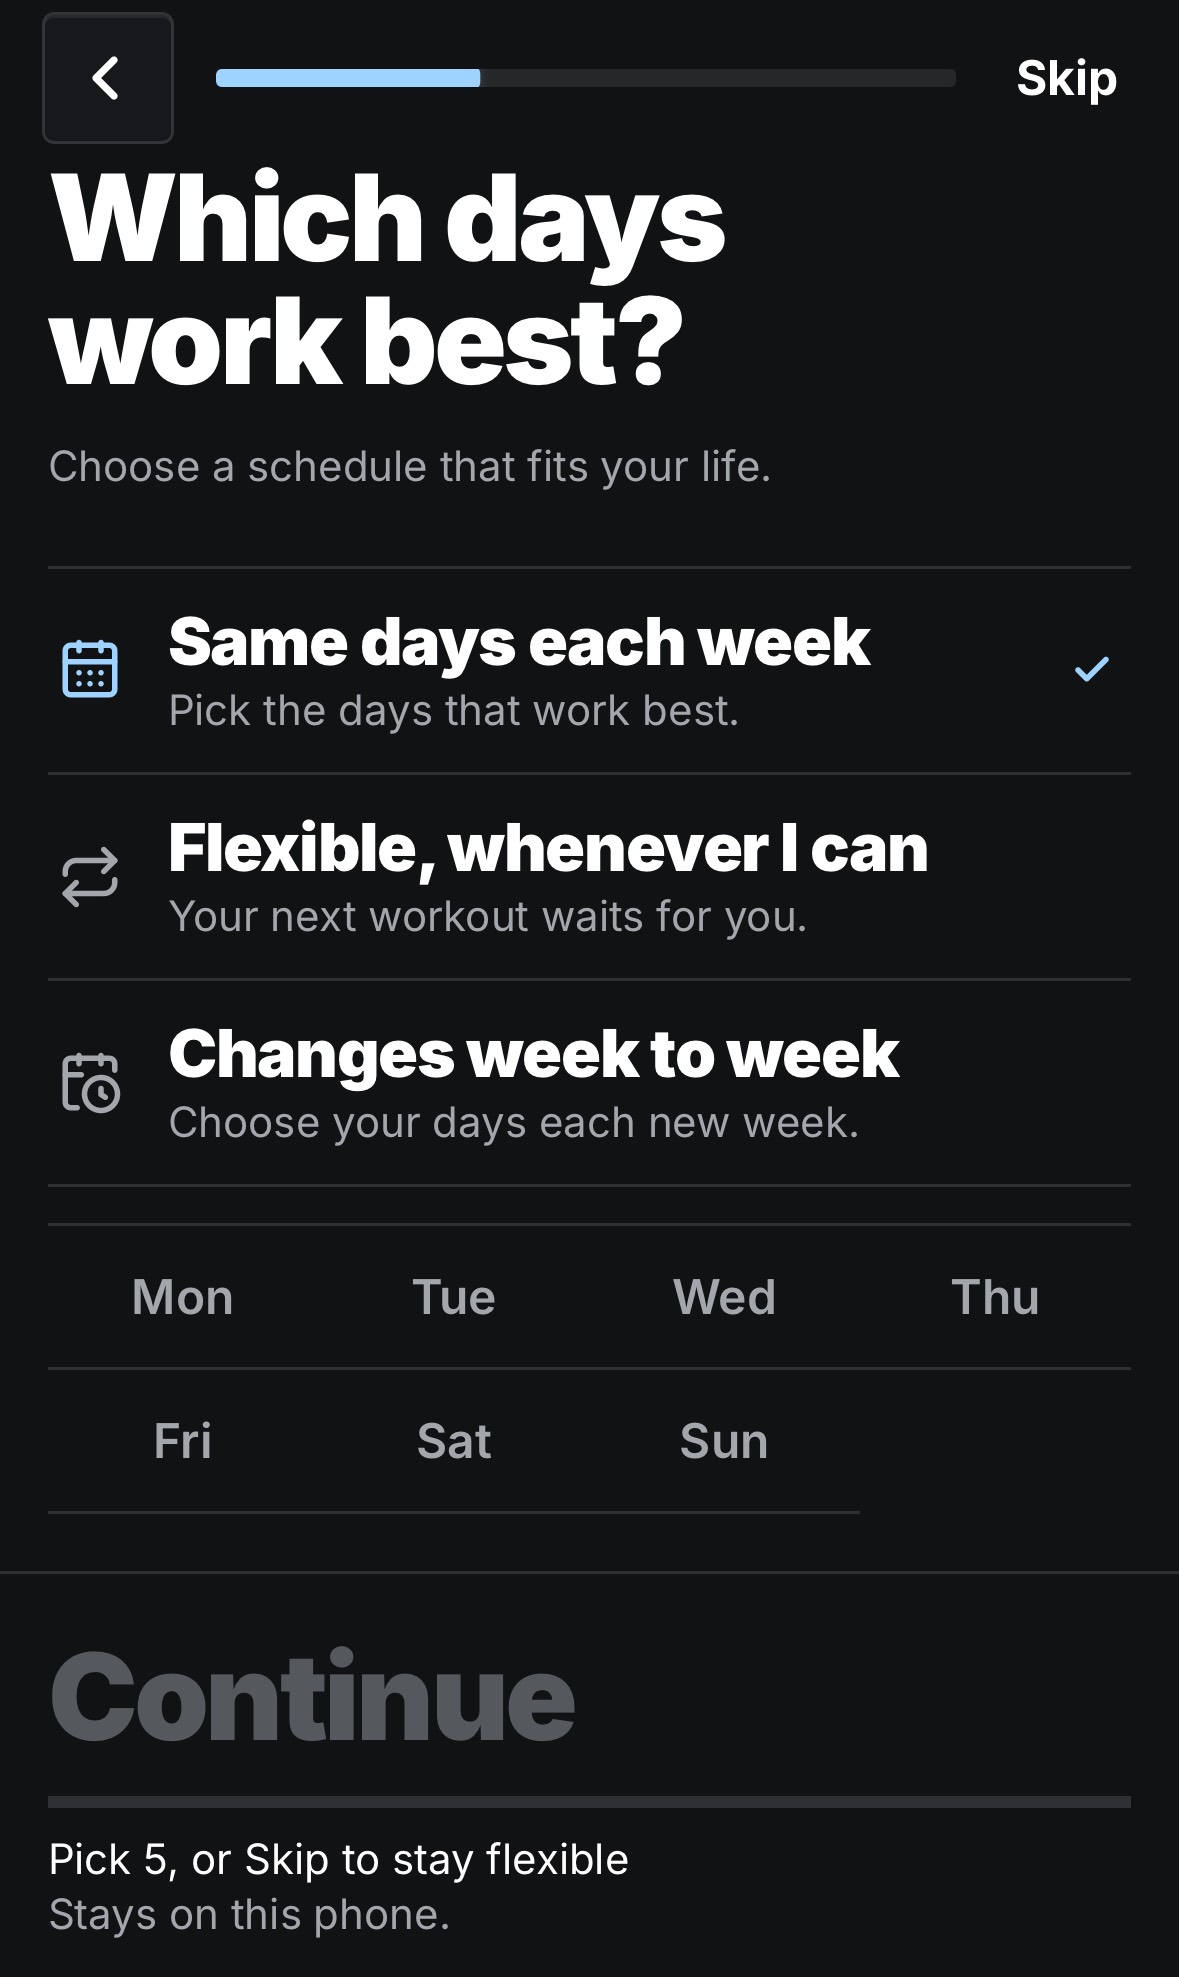 Skip
Which days
work best?
Choose a schedule that fits your life.
Same days each week
Pick the days that work best.
Flexible, whenever I can
Your next workout waits for you.
Changes week to week
Choose your days each new week.
Mon Tue Wed Thu
Fri Sat Sun
Continue
Pick 5, or Skip to stay flexible
Stays on this phone.